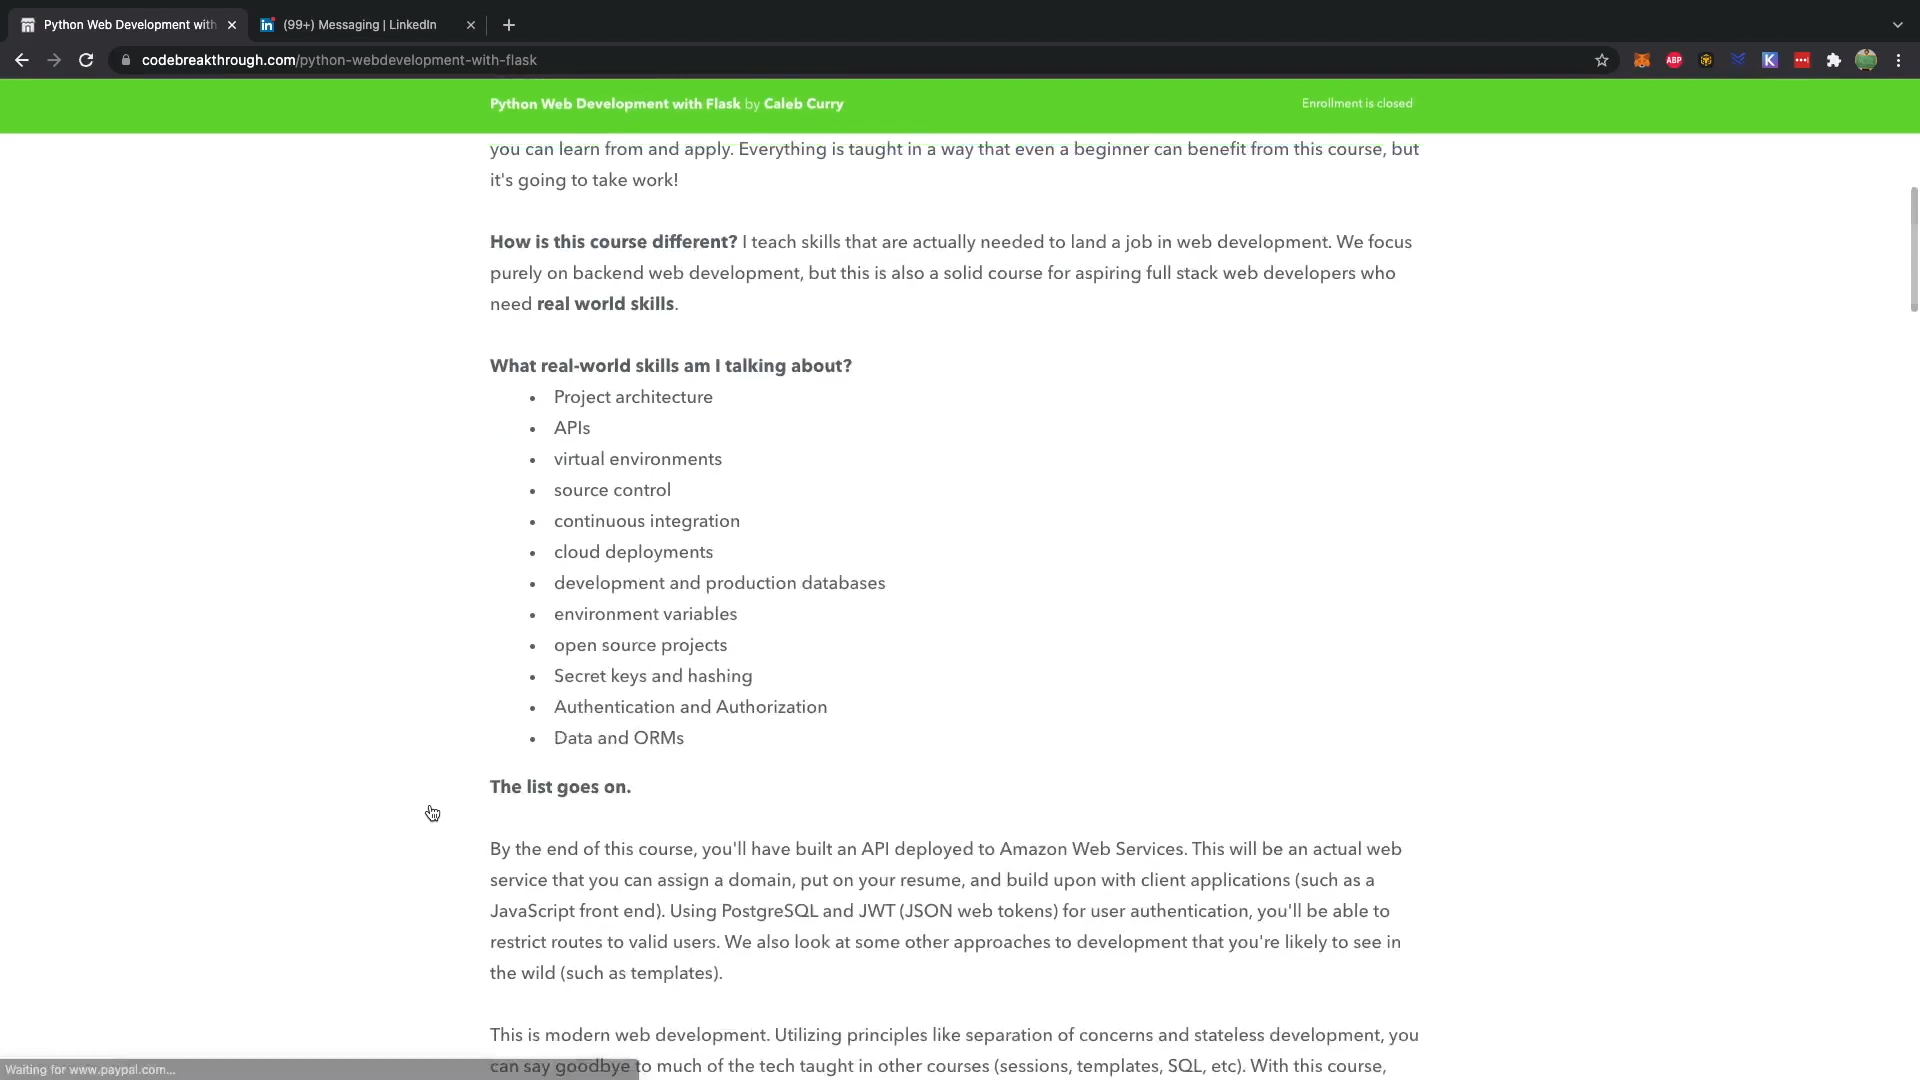 Python Web Development with
(99+) Messaging | LinkedIn
codebreakthrough.com/python-webdevelopment-with-flask
ABP
K
Python Web Development with Flask by Caleb Curry
Enrollment is closed
you can learn from and apply. Everything is taught in a way that even a beginner can benefit from this course, but
it's going to take work!
How is this course different? I teach skills that are actually needed to land a job in web development. We focus
purely on backend web development, but this is also a solid course for aspiring full stack web developers who
need real world skills.
What real-world skills am I talking about?
• Project architecture
• APIs
• virtual environments
• source control
• continuous integration
• cloud deployments
• development and production databases
• environment variables
• open source projects
• Secret keys and hashing
• Authentication and Authorization
• Data and ORMs
The list goes on.
By the end of this course, you'll have built an API deployed to Amazon Web Services. This will be an actual web
service that you can assign a domain, put on your resume, and build upon with client applications (such as a
JavaScript front end). Using PostgreSQL and JWT (JSON web tokens) for user authentication, you'll be able to
restrict routes to valid users. We also look at some other approaches to development that you're likely to see in
the wild (such as templates).
This is modern web development. Utilizing principles like separation of concerns and stateless development, you
can say goodbye to much of the tech taught in other courses (sessions, templates, SQL, etc). With this course,
Waiting for www.paypal.com...